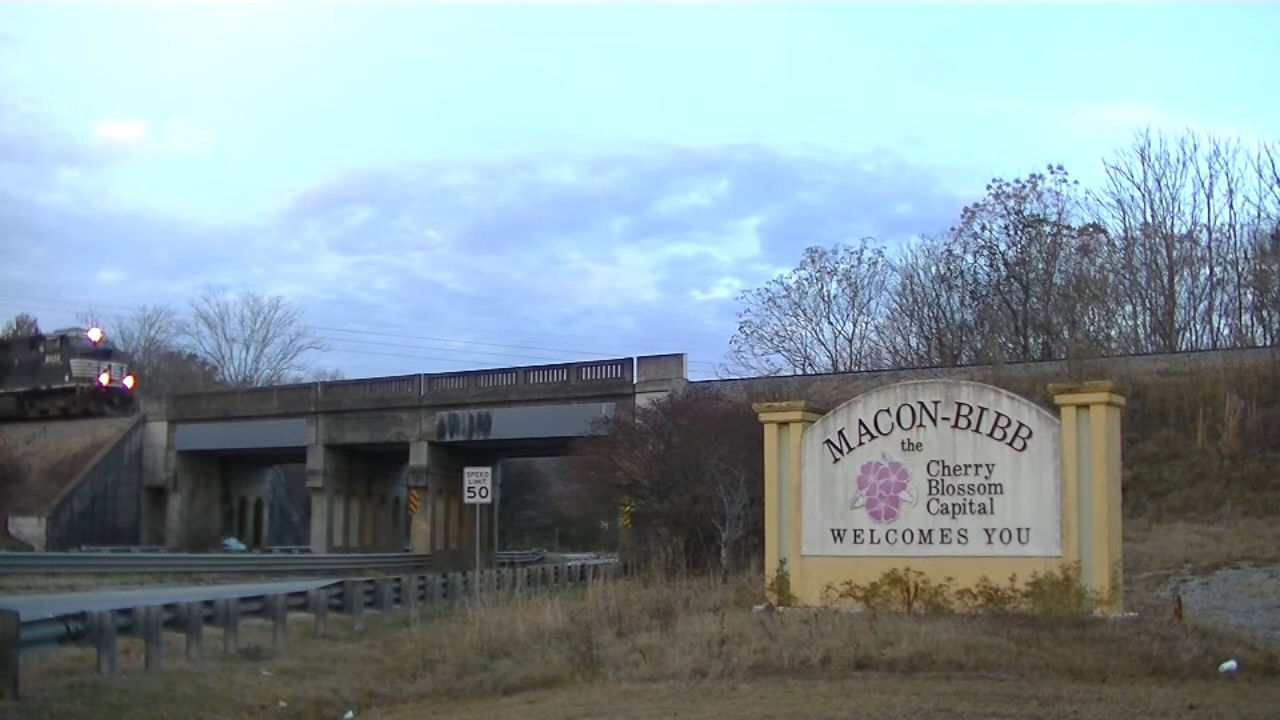 SPEED
LIMIT
50
MACON-BIBB
the
Cherry
Blossom
Capital
WELCOMES YOU